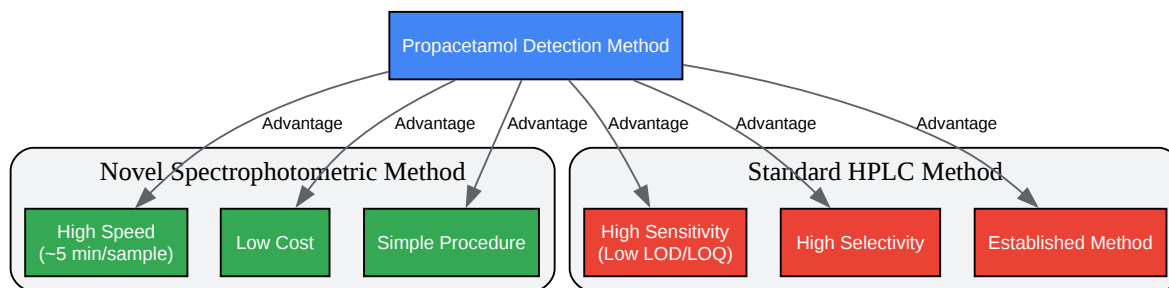 Propacetamol Detection Method
Advantage
Advantage
Advantage
Advantage
Advantage
Advantage
Novel Spectrophotometric Method
Standard HPLC Method
High Speed
(~5 min/sample)
Low Cost
Simple Procedure
High Sensitivity
(Low LOD/LOQ)
High Selectivity
Established Method